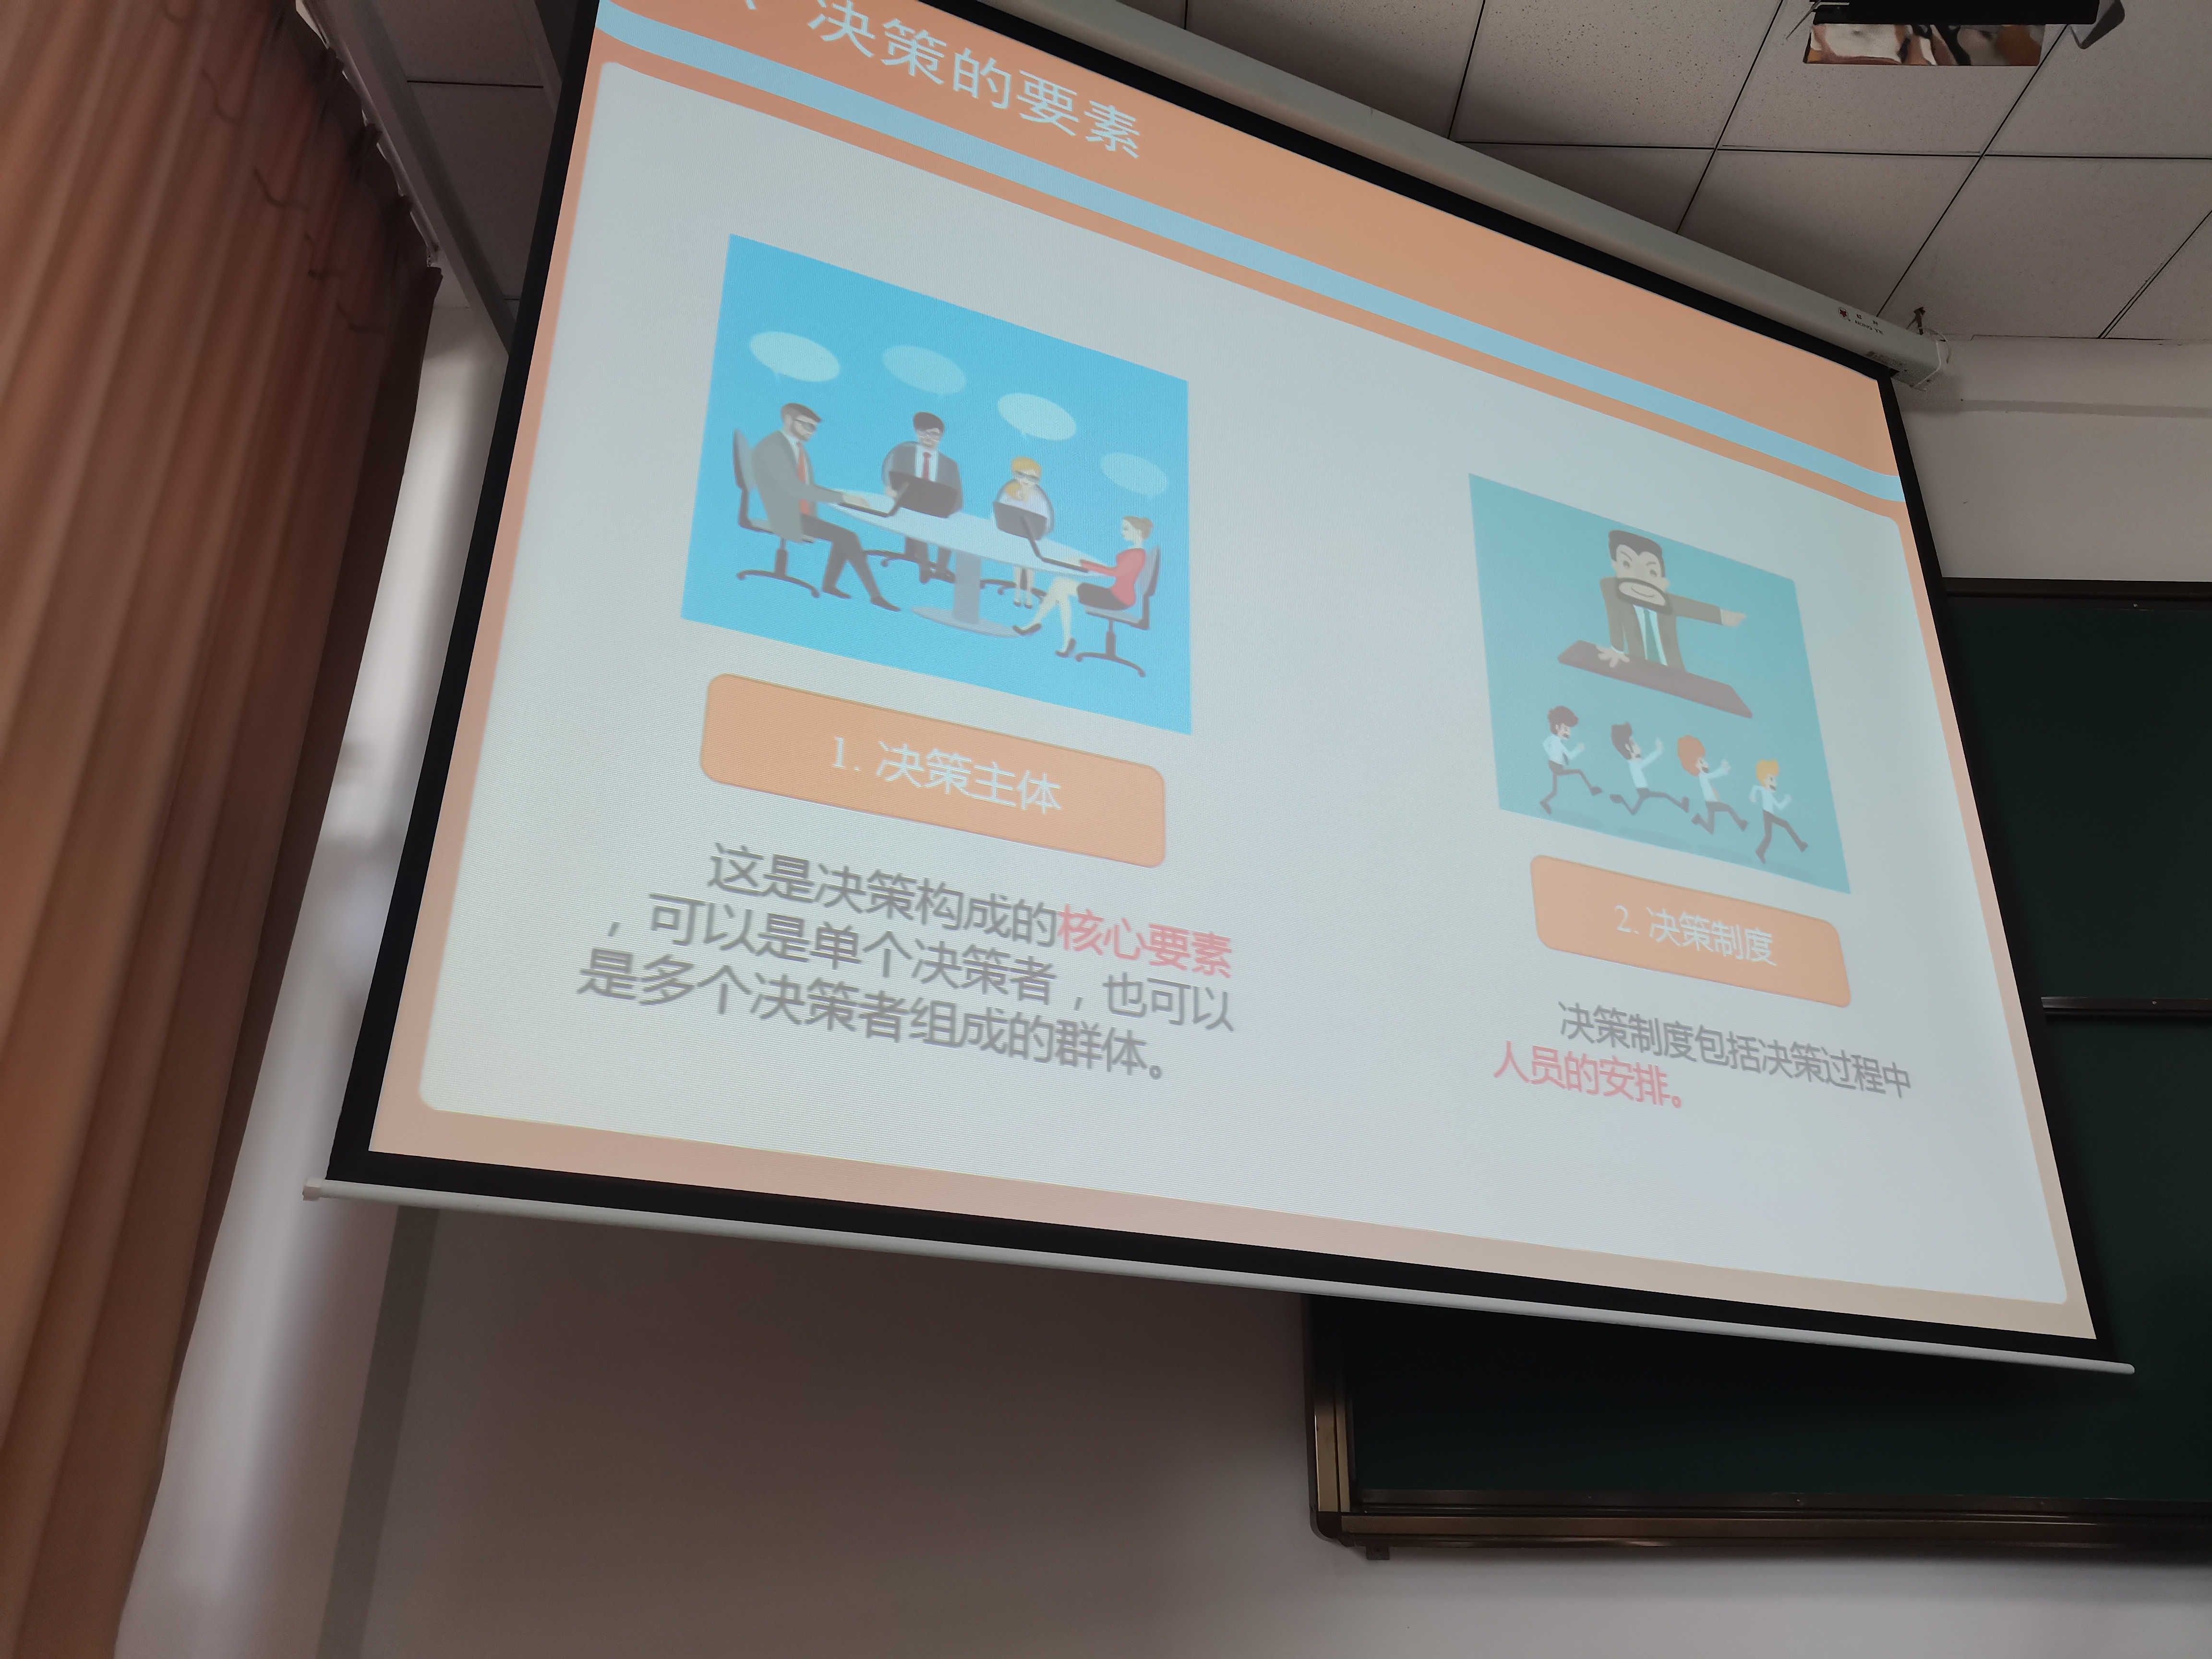 、决策的要素
1. 决策主体
这是决策构成的核心要素
，可以是单个决策者，也可以
是多个决策者组成的群体。
2. 决策制度
决策制度包括决策过程中
人员的安排。